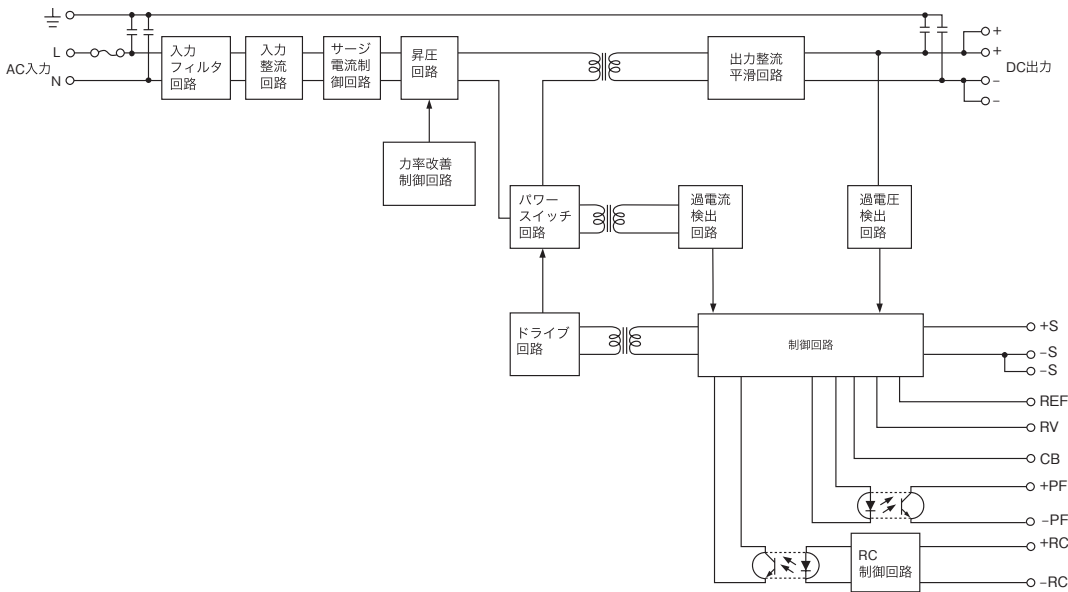 L
AC入力
N
入力
フィルタ
回路
入力
整流
回路
サージ
電流制
御回路
昇圧
回路
力率改善
制御回路
出力整流
平滑回路
+
+
DC出力
−
−
パワー
スイッチ
回路
過電流
検出
回路
過電圧
検出
回路
ドライブ
回路
制御回路
+S
−S
−S
REF
RV
CB
+PF
−PF
RC
制御回路
+RC
−RC